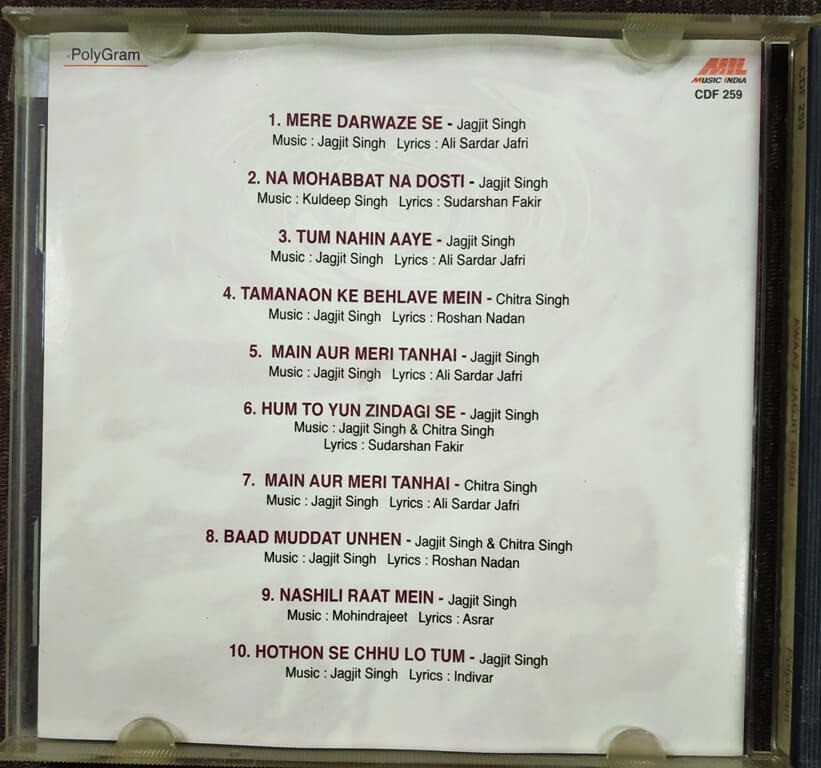 PolyGram
MIL
MUSIC INDIA
CDF 259
1. MERE DARWAZE SE - Jagjit Singh
Music : Jagjit Singh Lyrics : Ali Sardar Jafri
2. NA MOHABBAT NA DOSTI - Jagjit Singh
Music : Kuldeep Singh Lyrics : Sudarshan Fakir
3. TUM NAHIN AAYE - Jagjit Singh
Music : Jagjit Singh Lyrics : Ali Sardar Jafri
4. TAMANAON KE BEHLAVE MEIN - Chitra Singh
Music : Jagjit Singh Lyrics : Roshan Nadan
5. MAIN AUR MERI TANHAI - Jagjit Singh
Music : Jagjit Singh Lyrics : Ali Sardar Jafri
6. HUM TO YUN ZINDAGI SE - Jagjit Singh
Music : Jagjit Singh & Chitra Singh
Lyrics : Sudarshan Fakir
7. MAIN AUR MERI TANHAI - Chitra Singh
Music : Jagjit Singh Lyrics : Ali Sardar Jafri
8. BAAD MUDDAT UNHEN - Jagjit Singh & Chitra Singh
Music : Jagjit Singh Lyrics : Roshan Nadan
9. NASHILI RAAT MEIN - Jagjit Singh
Music : Mohindrajeet Lyrics : Asrar
10. HOTHON SE CHHU LO TUM - Jagjit Singh
Music : Jagjit Singh Lyrics : Indivar
CDF 259
AWAAZ - JAGJIT SINGH
PolyGram